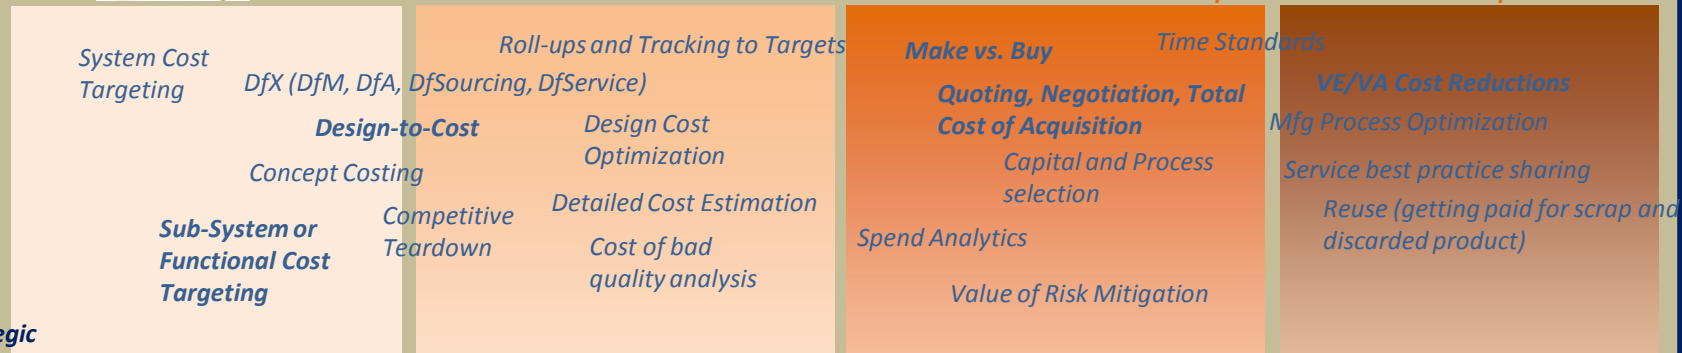 System Cost
Targeting
DfX (DfM, DfA, DfSourcing, DfService)
Design-to-Cost
Concept Costing
Sub-System or
Functional Cost
Targeting
Competitive
Teardown
Roll-ups and Tracking to Targets
Design Cost
Optimization
Detailed Cost Estimation
Cost of bad
quality analysis
Make vs. Buy
Quoting, Negotiation, Total
Cost of Acquisition
Capital and Process
selection
Spend Analytics
Value of Risk Mitigation
Time Standards
VE/VA Cost Reductions
Mfg Process Optimization
Service best practice sharing
Reuse (getting paid for scrap and
discarded product)
egic